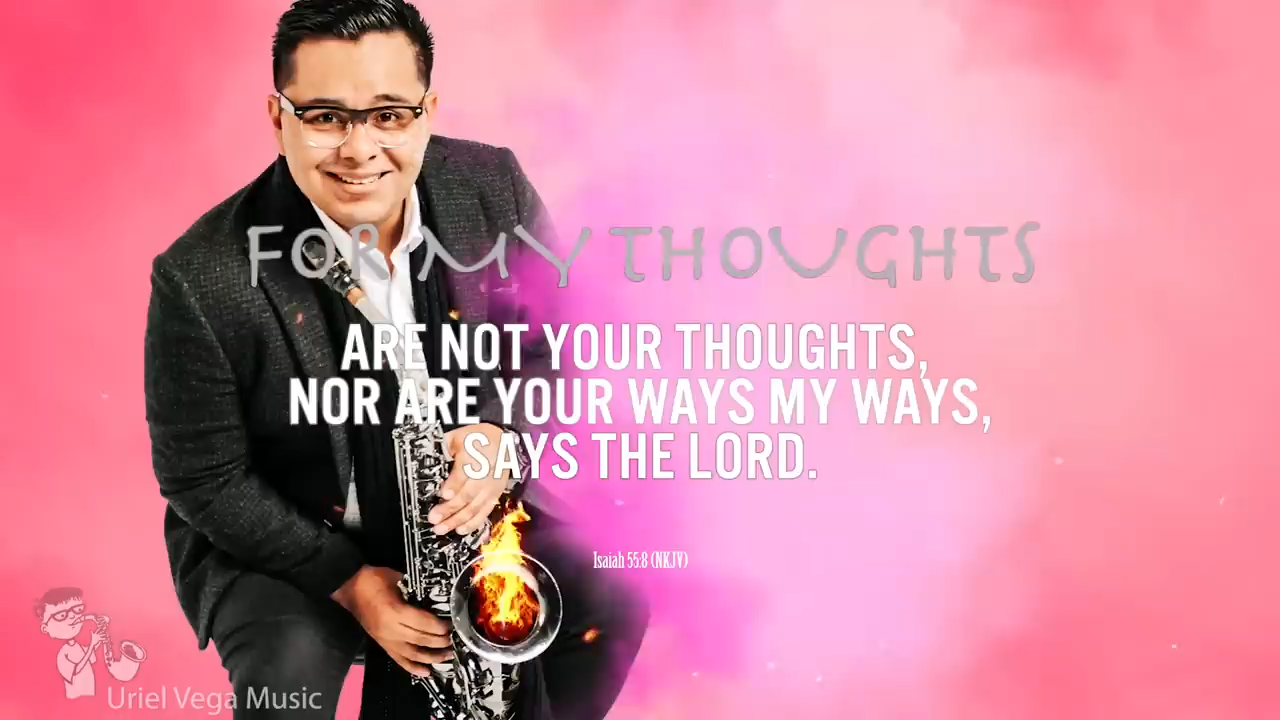 FOR MY THOUGHTS
ARE NOT YOUR THOUGHTS,
NOR ARE YOUR WAYS MY WAYS,
SAYS THE LORD.
Isaiah 55:8 (NKJV)
Uriel Vega Music